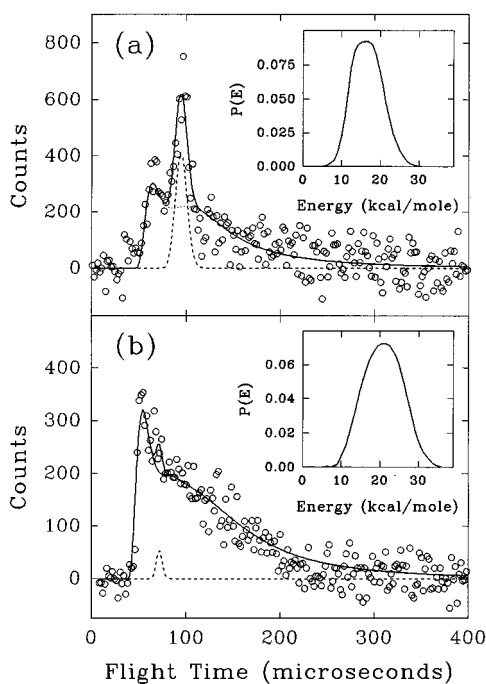 800
600
400
200
0
Counts
(a)
P(E)
0.075
0.050
0.025
0.000
10 20 30
Energy (kcal/mole)
400
300
200
100
0
Counts
(b)
P(E)
0.06
0.04
0.02
0.00
0 10 20 30
Energy (kcal/mole)
0 100 200 300 400
Flight Time (microseconds)